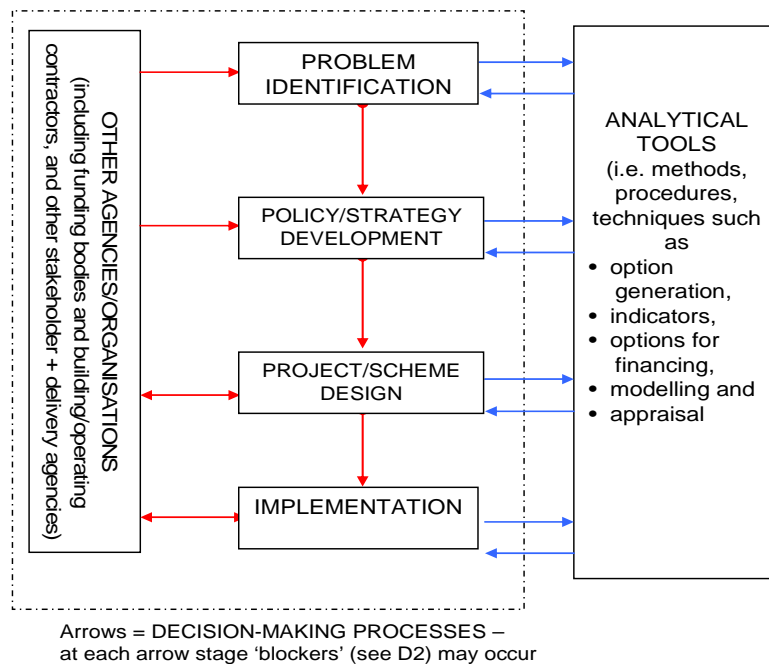 OTHER AGENCIES/ORGANISATIONS
(including funding bodies and building/operating
contractors, and other stakeholder + delivery agencies)
PROBLEM
IDENTIFICATION
POLICY/STRATEGY
DEVELOPMENT
PROJECT/SCHEME
DESIGN
IMPLEMENTATION
ANALYTICAL
TOOLS
(i.e. methods,
procedures,
techniques such
as
• option
generation,
• indicators,
• options for
financing,
• modelling and
• appraisal
Arrows = DECISION-MAKING PROCESSES –
at each arrow stage ‘blockers’ (see D2) may occur